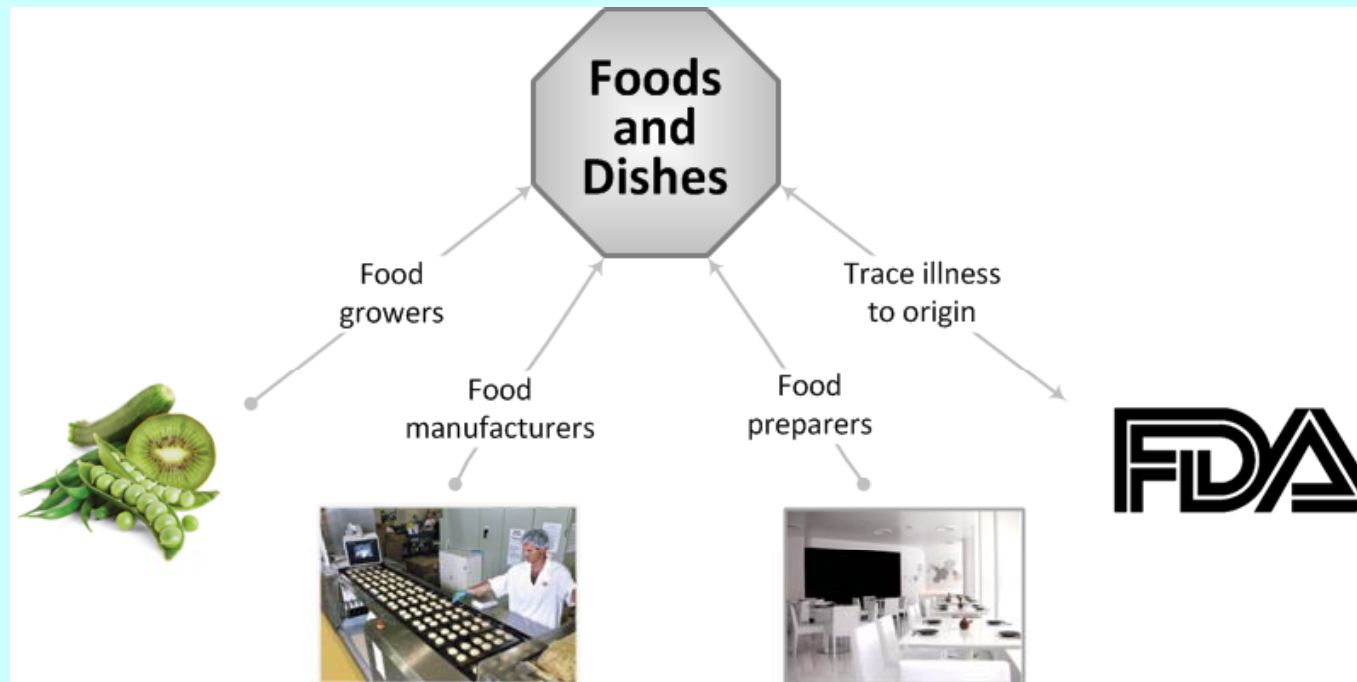 Foods
and
Dishes
Food
growers
Trace illness
to origin
Food
manufacturers
Food
preparers
FDA